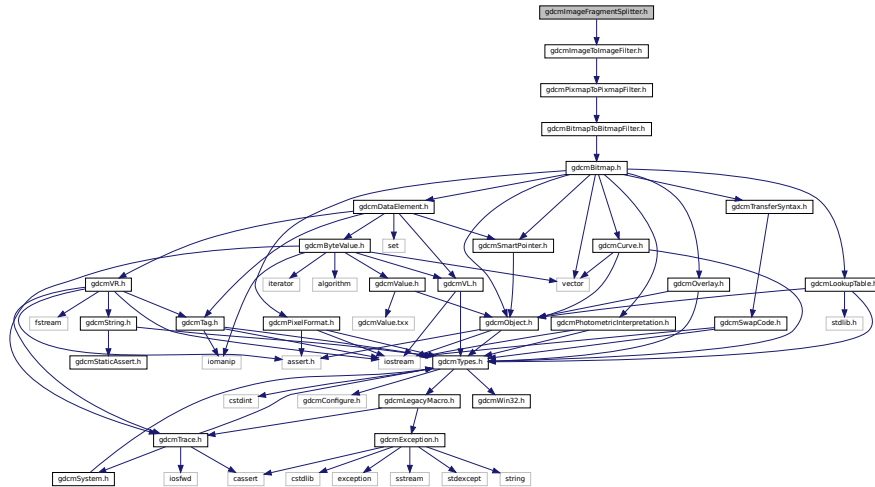 gdcmImageFragmentSplitter.h
gdcmImageToImageFilter.h
gdcmPixmapToPixmapFilter.h
gdcmBitmapToBitmapFilter.h
gdcmBitmap.h
gdcmDataElement.h
gdcmTransferSyntax.h
gdcmByteValue.h
set
gdcmSmartPointer.h
gdcmCurve.h
gdcmVR.h
iterator
algorithm
gdcmValue.h
gdcmVL.h
vector
gdcmOverlay.h
gdcmLookupTable.h
fstream
gdcmString.h
gdcmTag.h
gdcmPixelFormat.h
gdcmValue.txx
gdcmObject.h
gdcmPhotometricInterpretation.h
gdcmSwapCode.h
stdlib.h
gdcmStaticAssert.h
iomanip
assert.h
iostream
gdcmTypes.h
cstdint
gdcmConfigure.h
gdcmLegacyMacro.h
gdcmWin32.h
gdcmTrace.h
gdcmException.h
gdcmSystem.h
iosfwd
cassert
cstdlib
exception
sstream
stdexcept
string